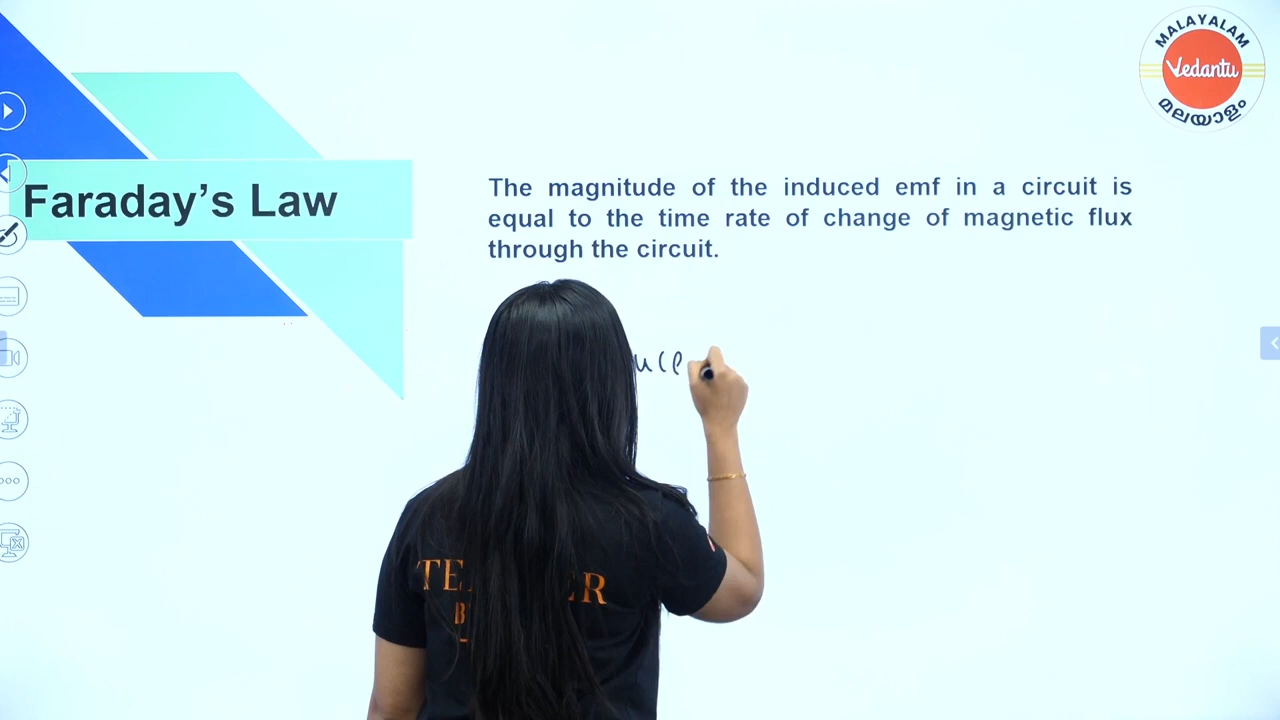 MALAYALAM
Vedantu
മലയാളം
Faraday's Law
The magnitude of the induced emf in a circuit is
equal to the time rate of change of magnetic flux
through the circuit.